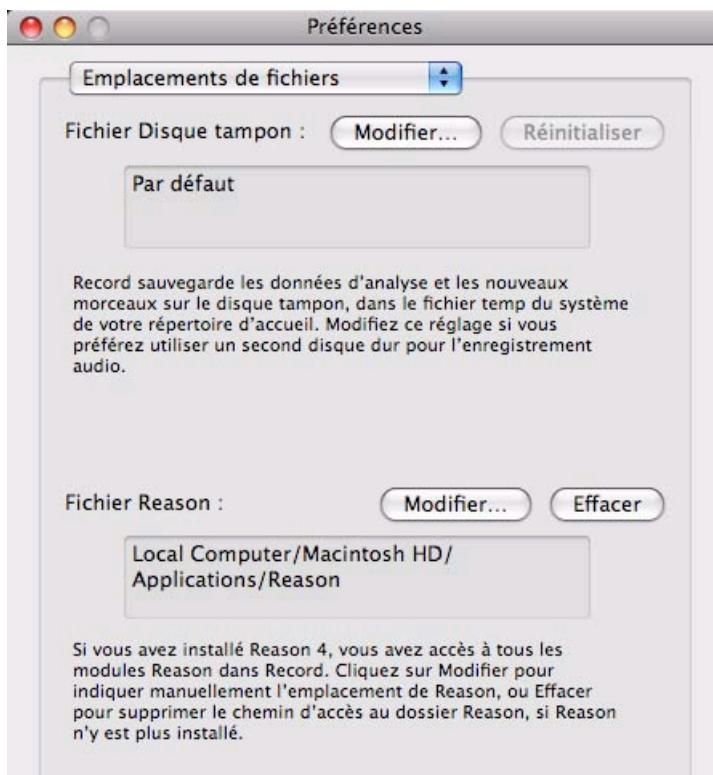 Préférences
Emplacements de fichiers
Fichier Disque tampon :
Modifier...
Réinitialiser
Par défaut
Record sauvegarde les données d'analyse et les nouveaux
morceaux sur le disque tampon, dans le fichier temp du système
de votre répertoire d'accueil. Modifiez ce réglage si vous
préférez utiliser un second disque dur pour l'enregistrement
audio.
Fichier Reason :
Modifier...
Effacer
Local Computer/Macintosh HD/
Applications/Reason
Si vous avez installé Reason 4, vous avez accès à tous les
modules Reason dans Record. Cliquez sur Modifier pour
indiquer manuellement l'emplacement de Reason, ou Effacer
pour supprimer le chemin d'accès au dossier Reason, si Reason
n'y est plus installé.